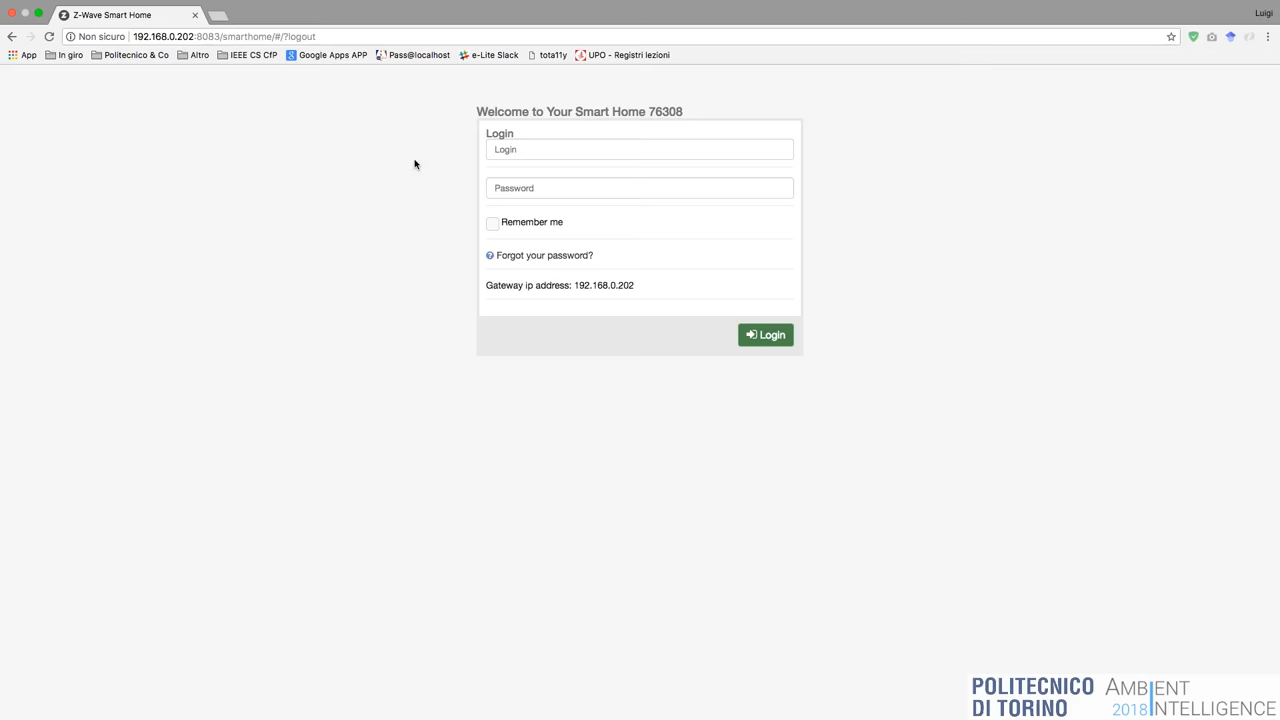 Z-Wave Smart Home
Luigi
Non sicuro | 192.168.0.202:8083/smarthome/#/?logout
App In giro Politecnico & Co Altro IEEE CS CfP Google Apps APP Pass@localhost e-Lite Slack tota11y UPO - Registri lezioni
Welcome to Your Smart Home 76308
Login
Login
Password
Remember me
Forgot your password?
Gateway ip address: 192.168.0.202
Login
POLITECNICO
DI TORINO
AMBIENT
2018 INTELLIGENCE